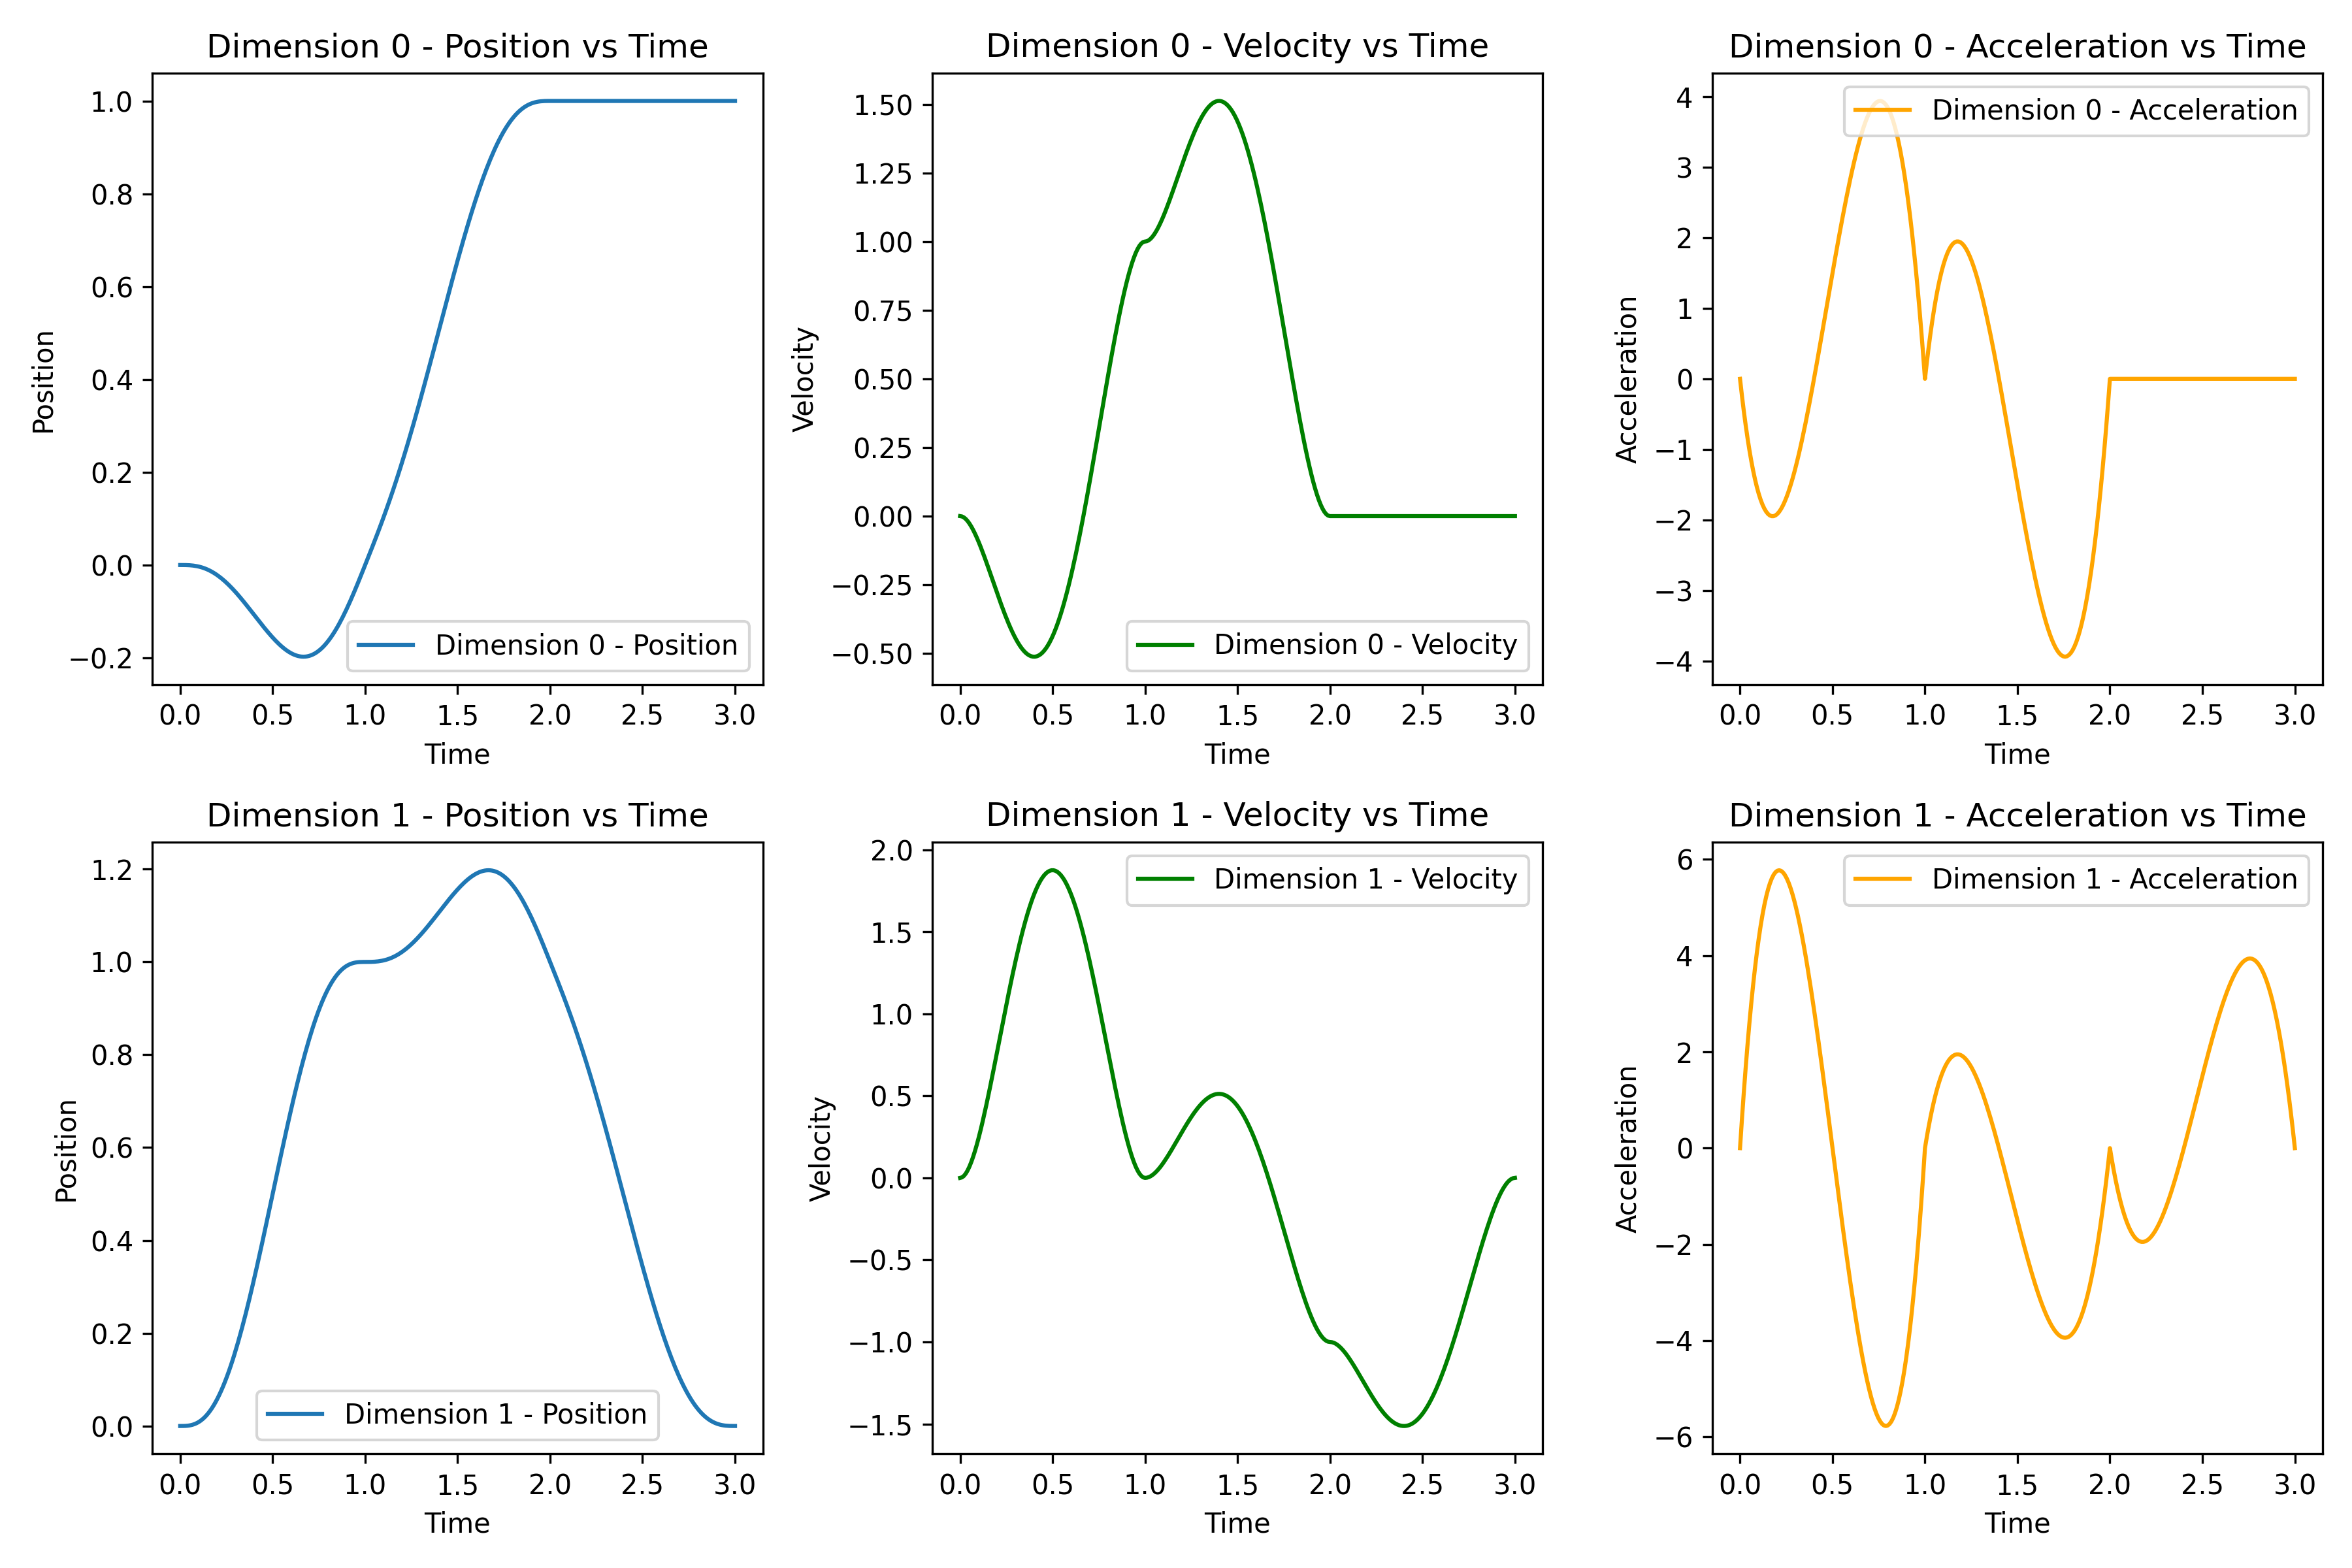 Dimension 0 - Position vs Time
Position
1.0
0.8
0.6
0.4
0.2
0.0
−0.2
Dimension 0 - Position
0.0 0.5 1.0 1.5 2.0 2.5 3.0
Time
Dimension 0 - Velocity vs Time
Velocity
1.50
1.25
1.00
0.75
0.50
0.25
0.00
−0.25
−0.50
Dimension 0 - Velocity
0.0 0.5 1.0 1.5 2.0 2.5 3.0
Time
Dimension 0 - Acceleration vs Time
Acceleration
Dimension 0 - Acceleration
4
3
2
1
0
−1
−2
−3
−4
0.0 0.5 1.0 1.5 2.0 2.5 3.0
Time
Dimension 1 - Position vs Time
Position
1.2
1.0
0.8
0.6
0.4
0.2
0.0
Dimension 1 - Position
0.0 0.5 1.0 1.5 2.0 2.5 3.0
Time
Dimension 1 - Velocity vs Time
Velocity
Dimension 1 - Velocity
2.0
1.5
1.0
0.5
0.0
−0.5
−1.0
−1.5
0.0 0.5 1.0 1.5 2.0 2.5 3.0
Time
Dimension 1 - Acceleration vs Time
Acceleration
Dimension 1 - Acceleration
6
4
2
0
−2
−4
−6
0.0 0.5 1.0 1.5 2.0 2.5 3.0
Time